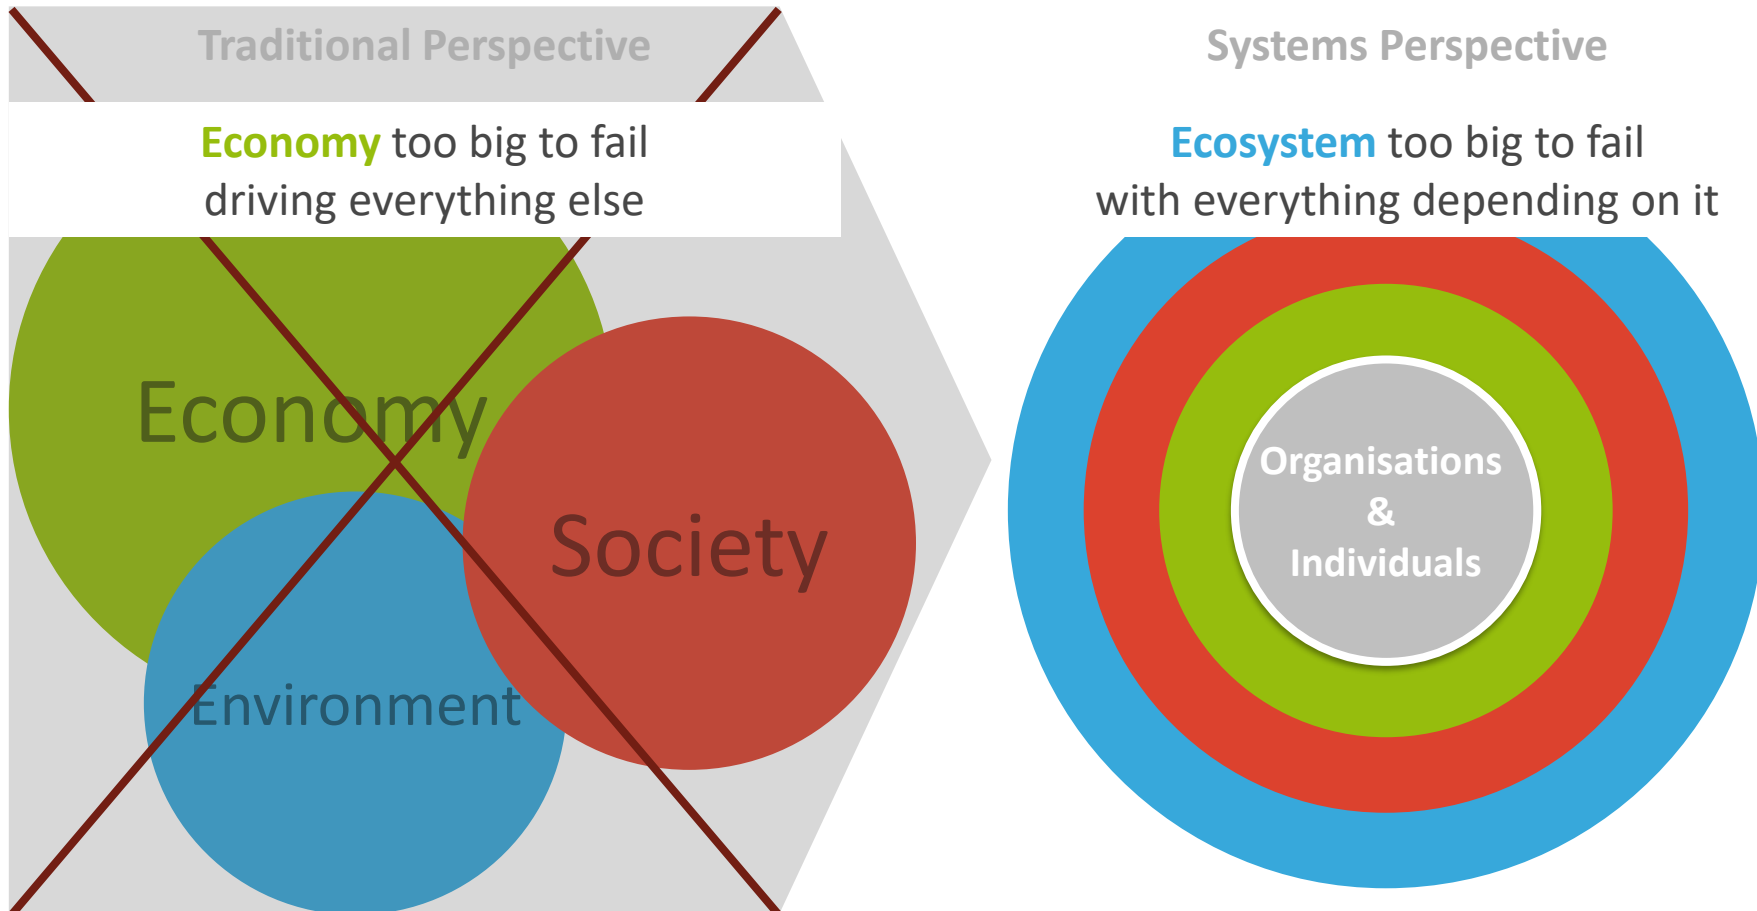 Traditional Perspective
Economy too big to fail
driving everything else
Economy
Society
Environment
Systems Perspective
Ecosystem too big to fail
with everything depending on it
Organisations
&
Individuals